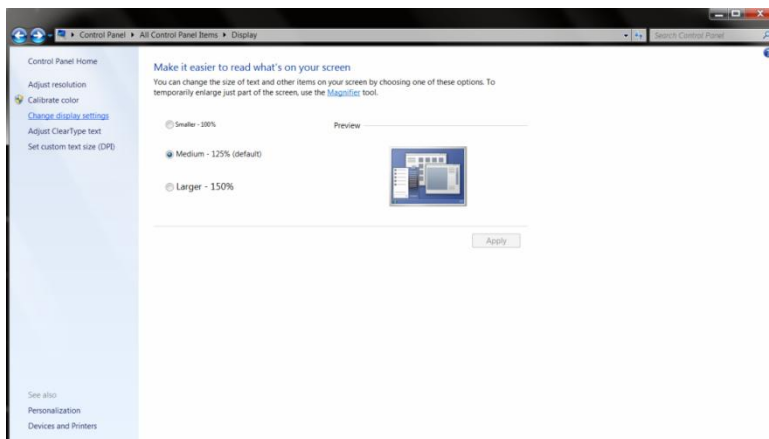 Control Panel ▸ All Control Panel Items ▸ Display
Search Control Panel
Control Panel Home
Adjust resolution
Calibrate color
Change display settings
Adjust ClearType text
Set custom text size (DPI)
See also
Personalization
Devices and Printers
Make it easier to read what's on your screen
You can change the size of text and other items on your screen by choosing one of these options. To
temporarily enlarge just part of the screen, use the Magnifier tool.
Smaller - 100%
Preview
Medium - 125% (default)
Larger - 150%
Apply